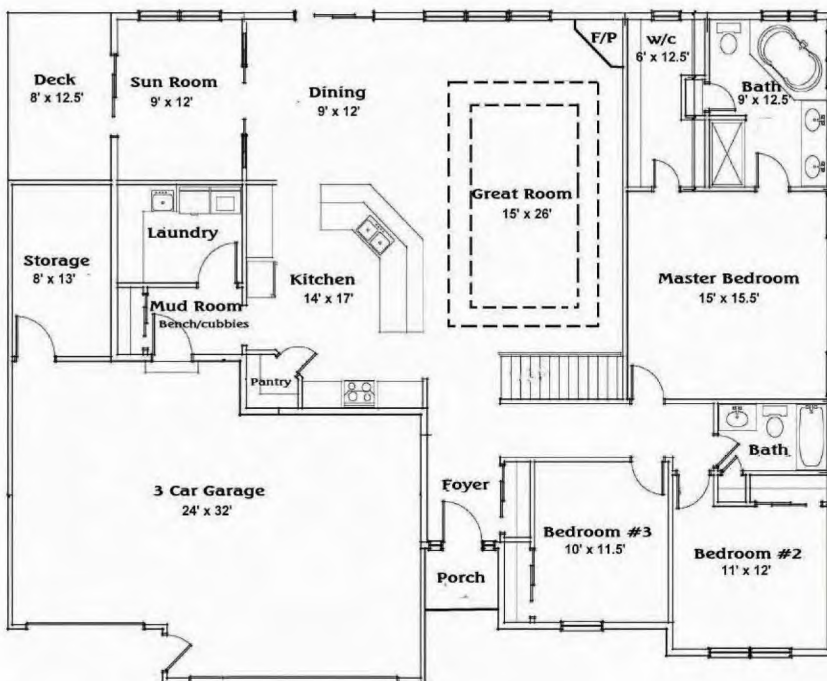 F/P
W/C
6' x 12.5'
Deck
8' x 12.5'
Sun Room
9' x 12'
Dining
9' x 12'
Bath
9' x 12.5'
Great Room
15' x 26'
Laundry
Storage
8' x 13'
Kitchen
14' x 17'
Master Bedroom
15' x 15.5'
Mud Room
Bench/cubbies
Pantry
Bath
3 Car Garage
24' x 32'
Foyer
Bedroom #3
10' x 11.5'
Bedroom #2
11' x 12'
Porch